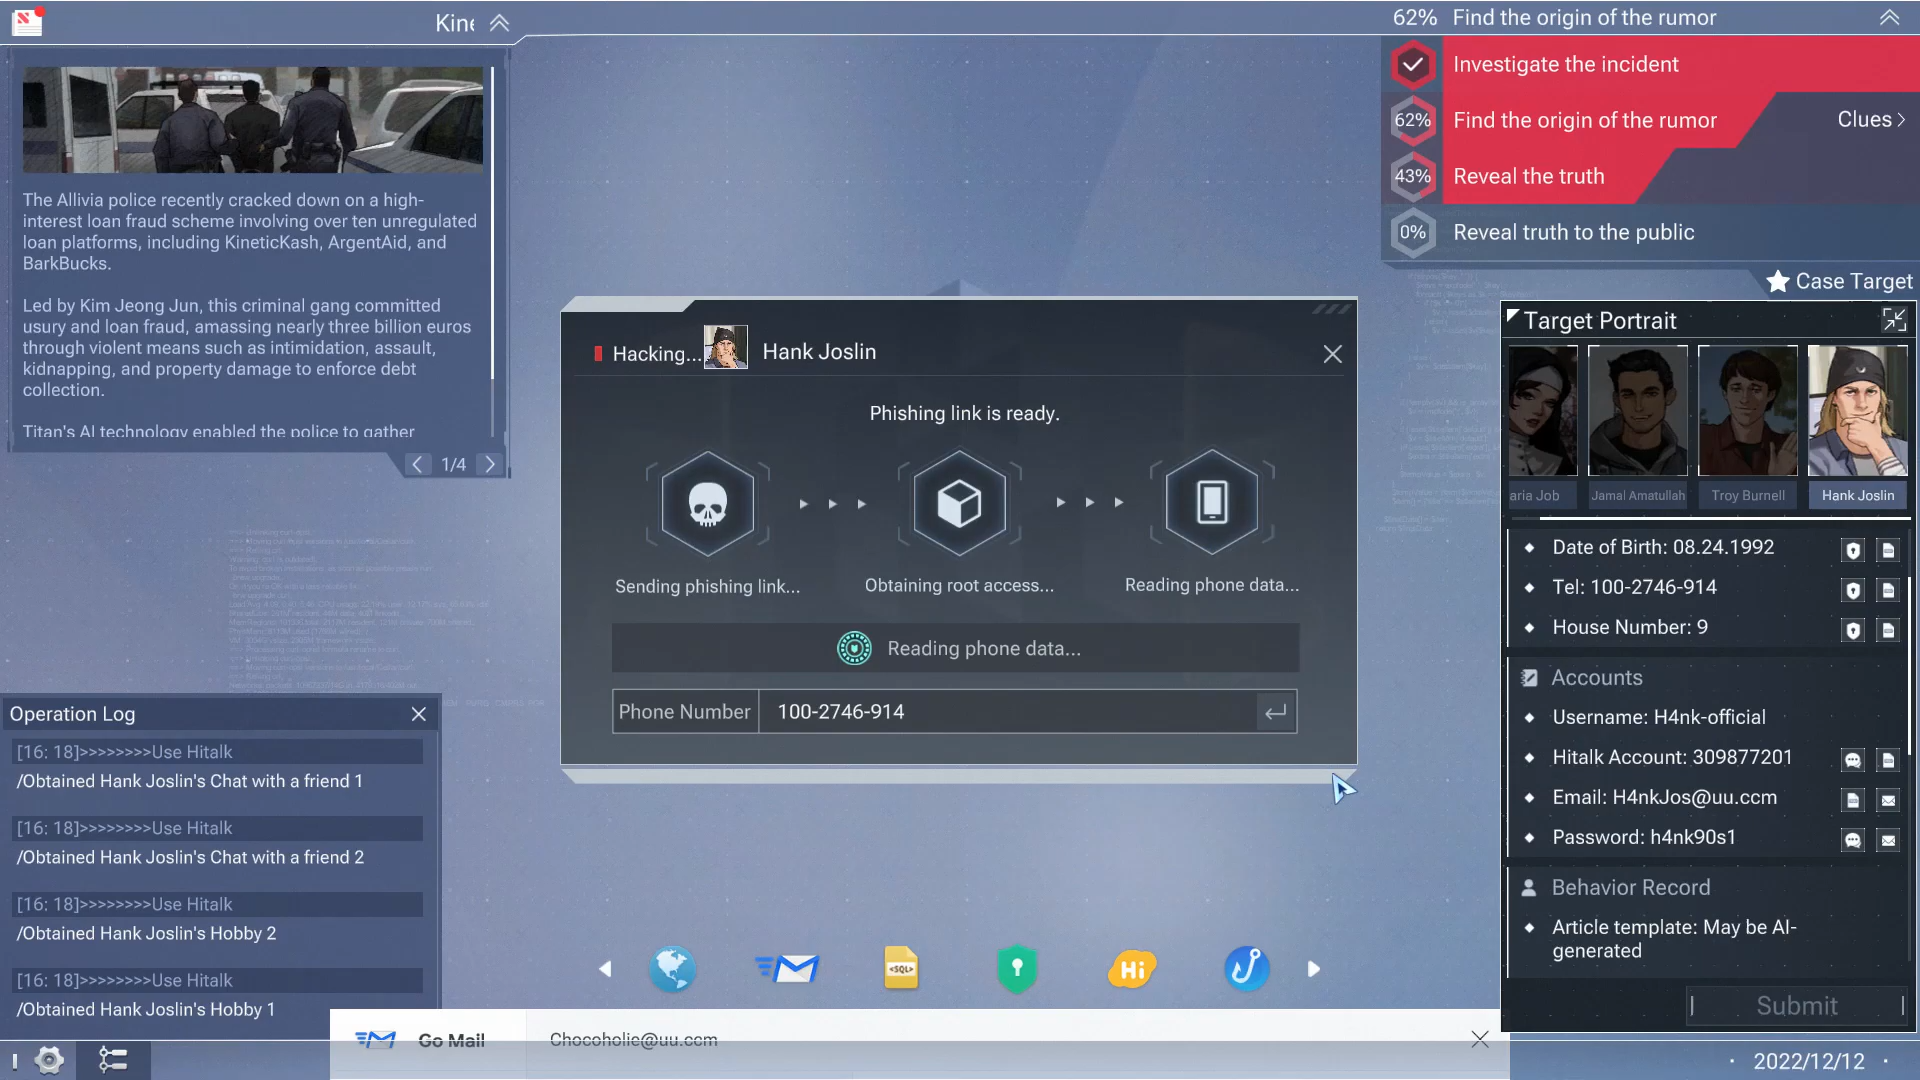 Kine
62% Find the origin of the rumor
Investigate the incident
62% Find the origin of the rumor
Clues
43% Reveal the truth
0% Reveal truth to the public
The Allivia police recently cracked down on a high-
interest loan fraud scheme involving over ten unregulated
loan platforms, including KineticKash, ArgentAid, and
BarkBucks.
Led by Kim Jeong Jun, this criminal gang committed
usury and loan fraud, amassing nearly three billion euros
through violent means such as intimidation, assault,
kidnapping, and property damage to enforce debt
collection.
Titan's AI technology enabled the police to gather
1/4
Case Target
Target Portrait
aria Job
Jamal Amatullah
Troy Burnell
Hank Joslin
Date of Birth: 08.24.1992
Tel: 100-2746-914
House Number: 9
Accounts
Username: H4nk-official
Hitalk Account: 309877201
Email: H4nkJos@uu.ccm
Password: h4nk90s1
Behavior Record
Article template: May be AI-
generated
Submit
Hacking... Hank Joslin
Phishing link is ready.
Sending phishing link...
Obtaining root access...
Reading phone data...
Reading phone data...
Phone Number 100-2746-914
Operation Log
[16: 18]>>>>>>>>Use Hitalk
/Obtained Hank Joslin's Chat with a friend 1
[16: 18]>>>>>>>>Use Hitalk
/Obtained Hank Joslin's Chat with a friend 2
[16: 18]>>>>>>>>Use Hitalk
/Obtained Hank Joslin's Hobby 2
[16: 18]>>>>>>>>Use Hitalk
/Obtained Hank Joslin's Hobby 1
<SQL>
Hi
Go Mail
Chocoholie@uu.ccm
2022/12/12